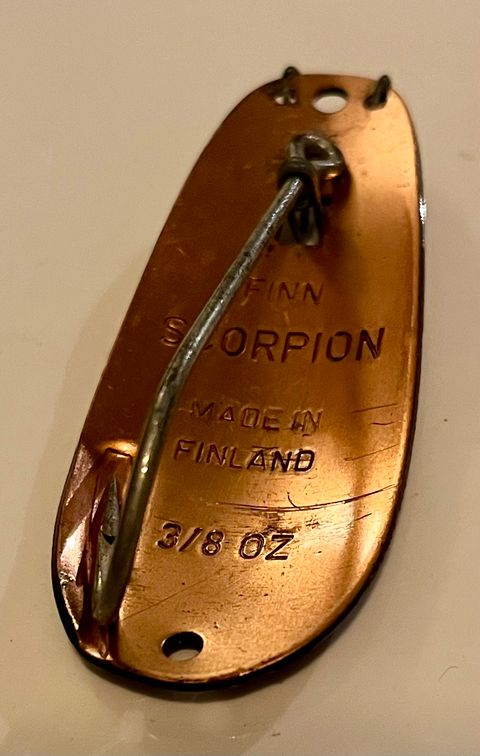 FINN
SCORPION
MADE IN
FINLAND
3/8 OZ